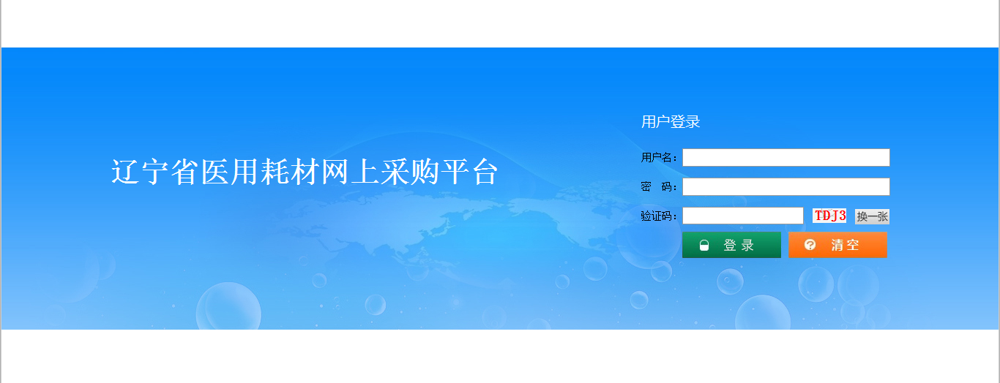 辽宁省医用耗材网上采购平台
用户登录
用户名：
密　码：
验证码： TDJ3 换一张
登 录 清 空